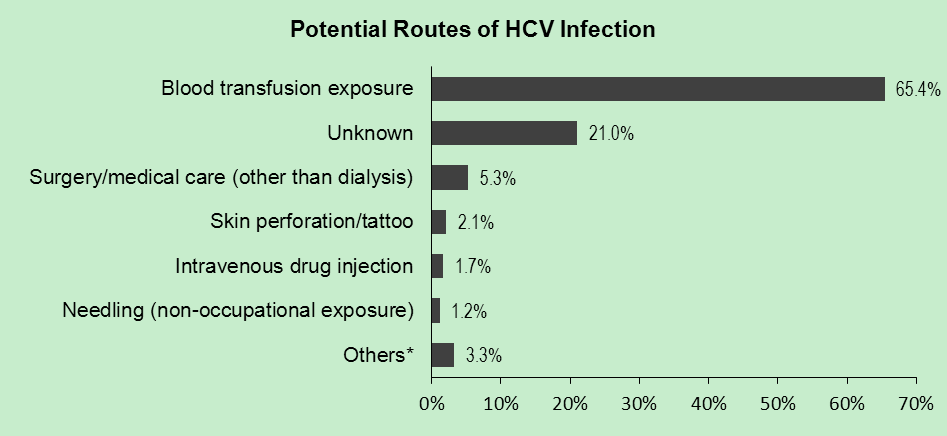 Potential Routes of HCV Infection
Blood transfusion exposure 65.4%
Unknown 21.0%
Surgery/medical care (other than dialysis) 5.3%
Skin perforation/tattoo 2.1%
Intravenous drug injection 1.7%
Needling (non-occupational exposure) 1.2%
Others* 3.3%
0% 10% 20% 30% 40% 50% 60% 70%